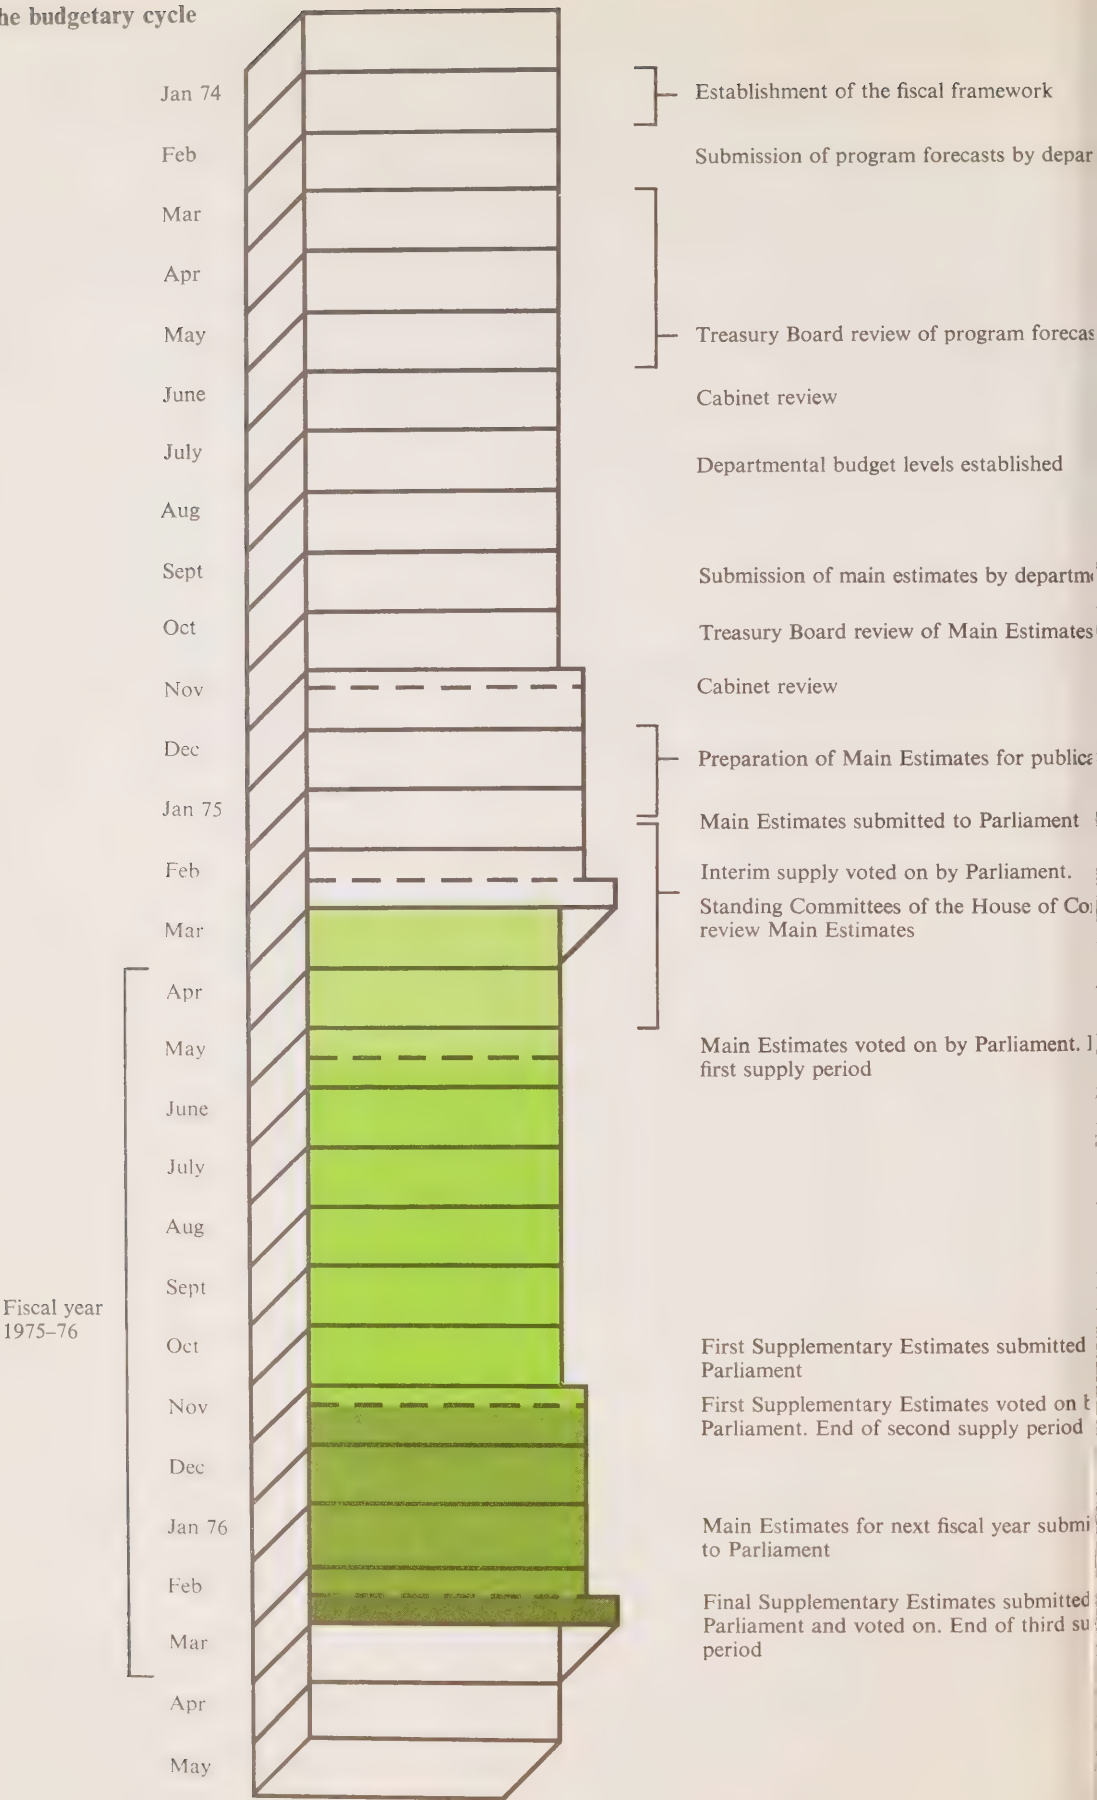 he budgetary cycle
Jan 74
Establishment of the fiscal framework
Feb
Submission of program forecasts by depar
Mar
Apr
May
Treasury Board review of program forecas
June
Cabinet review
July
Departmental budget levels established
Aug
Sept
Submission of main estimates by departm
Oct
Treasury Board review of Main Estimates
Nov
Cabinet review
Dec
Preparation of Main Estimates for publica
Jan 75
Main Estimates submitted to Parliament
Feb
Interim supply voted on by Parliament.
Standing Committees of the House of Co
review Main Estimates
Mar
Apr
May
Main Estimates voted on by Parliament.
first supply period
June
July
Aug
Sept
Fiscal year
1975–76
Oct
First Supplementary Estimates submitted
Parliament
Nov
First Supplementary Estimates voted on
Parliament. End of second supply period
Dec
Jan 76
Main Estimates for next fiscal year submi
to Parliament
Feb
Final Supplementary Estimates submitted
Parliament and voted on. End of third su
period
Mar
Apr
May